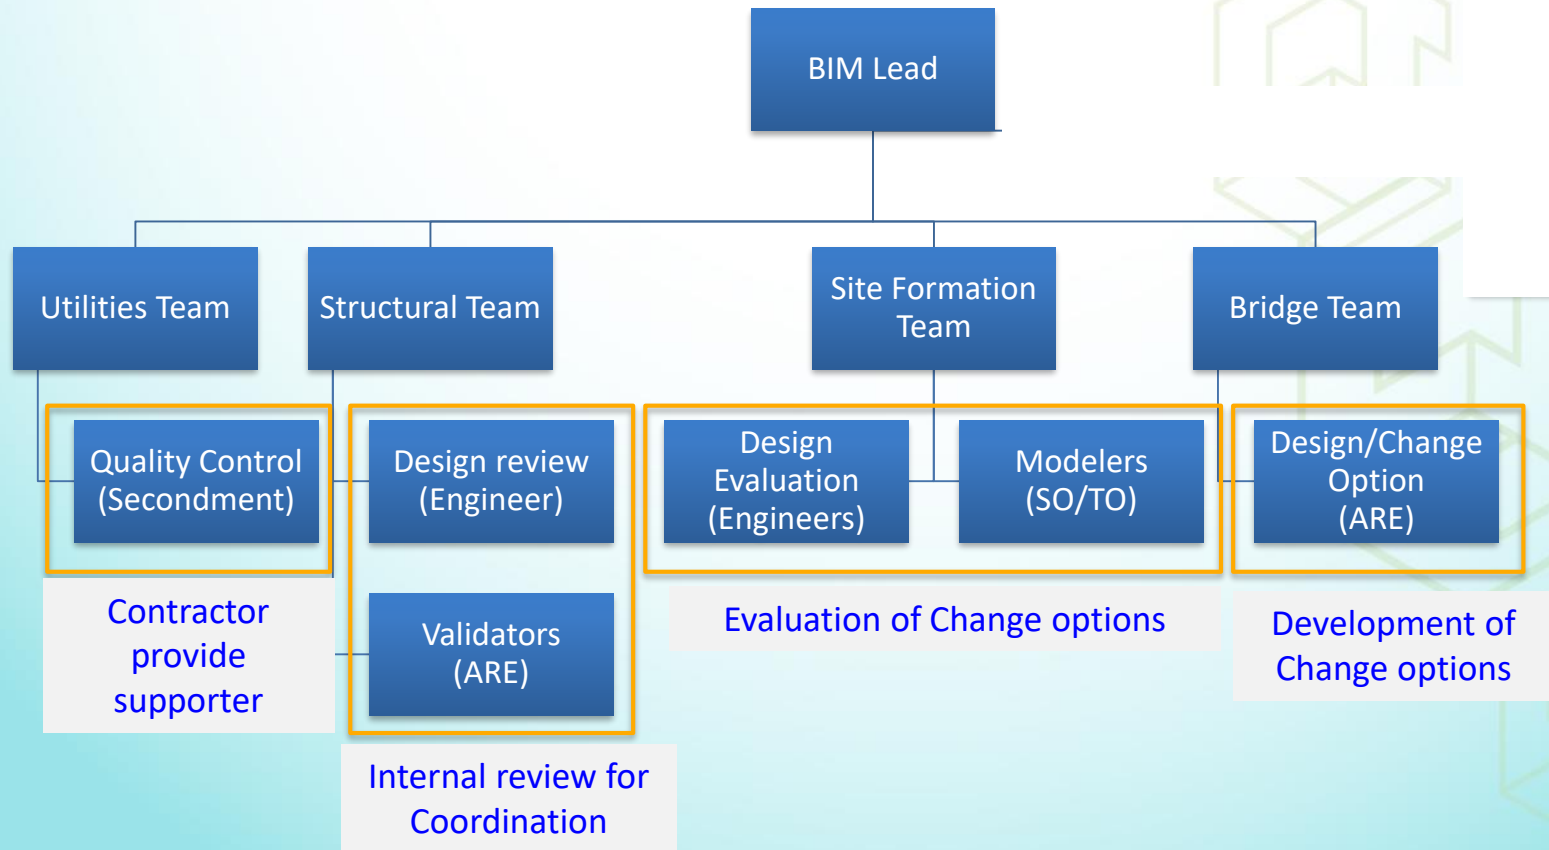 BIM Lead
Utilities Team
Structural Team
Site Formation
Team
Bridge Team
Quality Control
(Secondment)
Design review
(Engineer)
Design
Evaluation
(Engineers)
Modelers
(SO/TO)
Design/Change
Option
(ARE)
Contractor
provide
supporter
Validators
(ARE)
Evaluation of Change options
Development of
Change options
Internal review for
Coordination